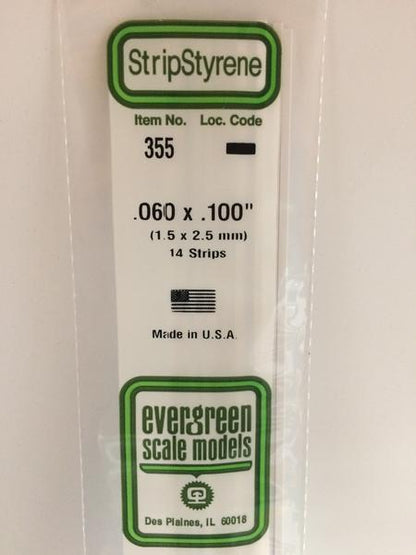 StripStyrene
Item No. Loc. Code
355
.060 x .100"
(1.5 x 2.5 mm)
14 Strips
Made in U.S.A.
evergreen
scale models
Des Plaines, IL 60018